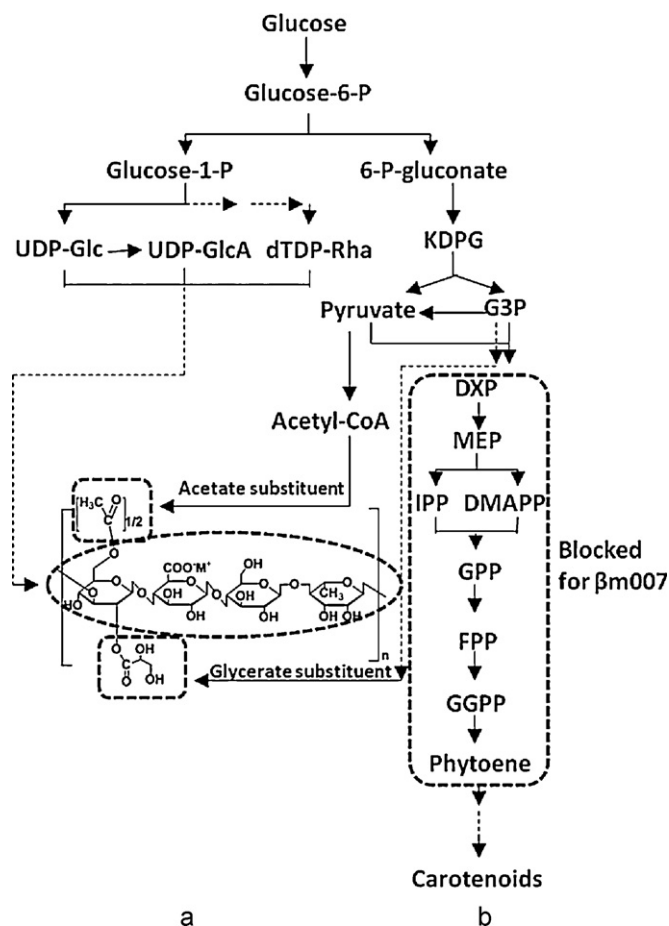 Glucose
Glucose-6-P
Glucose-1-P 6-P-gluconate
UDP-Glc UDP-GlcA dTDP-Rha KDPG
Pyruvate G3P
DXP
Acetyl-CoA MEP
Acetate substituent
IPP DMAPP
Blocked
for βm007
GPP
FPP
GGPP
Phytoene
Carotenoids
H₃C O 1/2
O
O COO⁻M⁺ HO OH
HO O OH OH O CH₃
OH OH OH OH
n
O OH
O OH
Glycerate substituent
a b